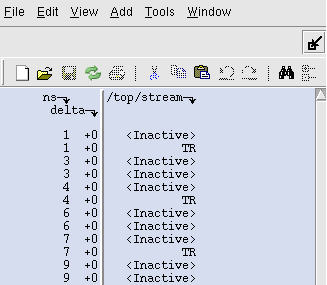 File Edit View Add Tools Window
ns /top/stream
delta
1 +0 <Inactive>
1 +0 TR
3 +0 <Inactive>
3 +0 <Inactive>
4 +0 <Inactive>
4 +0 TR
6 +0 <Inactive>
6 +0 <Inactive>
7 +0 <Inactive>
7 +0 TR
9 +0 <Inactive>
9 +0 <Inactive>